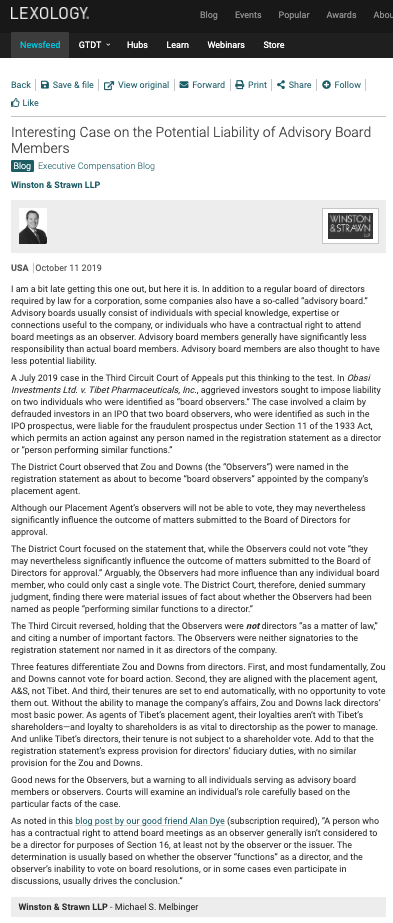 LEXOLOGY.
Blog Events Popular Awards Abou
Newsfeed GTDT Hubs Learn Webinars Store
Back Save & file View original Forward Print Share Follow
Like
Interesting Case on the Potential Liability of Advisory Board
Members
Blog Executive Compensation Blog
Winston & Strawn LLP
WINSTON
& STRAWN
LLP
USA | October 11 2019
I am a bit late getting this one out, but here it is. In addition to a regular board of directors
required by law for a corporation, some companies also have a so-called “advisory board.”
Advisory boards usually consist of individuals with special knowledge, expertise or
connections useful to the company, or individuals who have a contractual right to attend
board meetings as an observer. Advisory board members generally have significantly less
responsibility than actual board members. Advisory board members are also thought to have
less potential liability.
A July 2019 case in the Third Circuit Court of Appeals put this thinking to the test. In Obasi
Investments Ltd. v. Tibet Pharmaceuticals, Inc., aggrieved investors sought to impose liability
on two individuals who were identified as “board observers.” The case involved a claim by
defrauded investors in an IPO that two board observers, who were identified as such in the
IPO prospectus, were liable for the fraudulent prospectus under Section 11 of the 1933 Act,
which permits an action against any person named in the registration statement as a director
or “person performing similar functions.”
The District Court observed that Zou and Downs (the “Observers”) were named in the
registration statement as about to become “board observers” appointed by the company’s
placement agent.
Although our Placement Agent’s observers will not be able to vote, they may nevertheless
significantly influence the outcome of matters submitted to the Board of Directors for
approval.
The District Court focused on the statement that, while the Observers could not vote “they
may nevertheless significantly influence the outcome of matters submitted to the Board of
Directors for approval.” Arguably, the Observers had more influence than any individual board
member, who could only cast a single vote. The District Court, therefore, denied summary
judgment, finding there were material issues of fact about whether the Observers had been
named as people “performing similar functions to a director.”
The Third Circuit reversed, holding that the Observers were not directors “as a matter of law,”
and citing a number of important factors. The Observers were neither signatories to the
registration statement nor named in it as directors of the company.
Three features differentiate Zou and Downs from directors. First, and most fundamentally, Zou
and Downs cannot vote for board action. Second, they are aligned with the placement agent,
A&S, not Tibet. And third, their tenures are set to end automatically, with no opportunity to vote
them out. Without the ability to manage the company’s affairs, Zou and Downs lack directors’
most basic power. As agents of Tibet’s placement agent, their loyalties aren’t with Tibet’s
shareholders—and loyalty to shareholders is as vital to directorship as the power to manage.
And unlike Tibet’s directors, their tenure is not subject to a shareholder vote. Add to that the
registration statement’s express provision for directors’ fiduciary duties, with no similar
provision for the Zou and Downs.
Good news for the Observers, but a warning to all individuals serving as advisory board
members or observers. Courts will examine an individual’s role carefully based on the
particular facts of the case.
As noted in this blog post by our good friend Alan Dye (subscription required), “A person who
has a contractual right to attend board meetings as an observer generally isn’t considered to
be a director for purposes of Section 16, at least not by the observer or the issuer. The
determination is usually based on whether the observer “functions” as a director, and the
observer’s inability to vote on board resolutions, or in some cases even participate in
discussions, usually drives the conclusion.”
Winston & Strawn LLP - Michael S. Melbinger